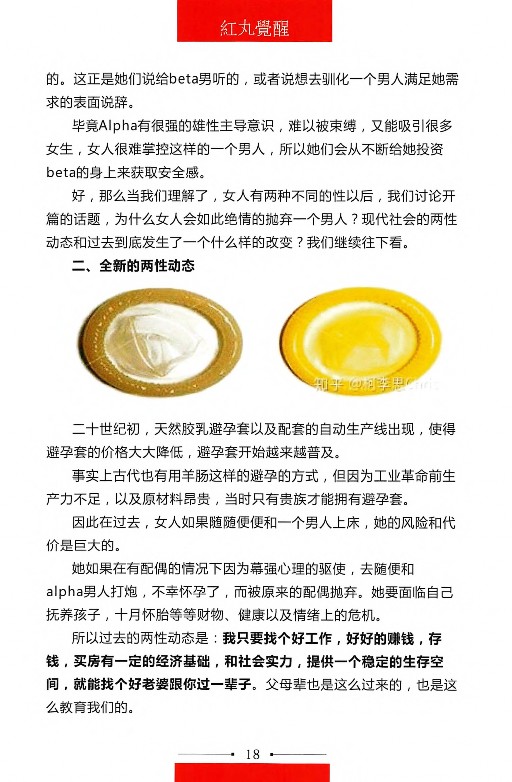 紅丸覺醒
的。这正是她们说给beta男听的，或者说想去驯化一个男人满足她需
求的表面说辞。
毕竟Alpha有很强的雄性主导意识，难以被束缚，又能吸引很多
女生，女人很难掌控这样的一个男人，所以她们会从不断给她投资
beta的身上来获取安全感。
好，那么当我们理解了，女人有两种不同的性以后，我们讨论开
篇的话题，为什么女人会如此绝情的抛弃一个男人？现代社会的两性
动态和过去到底发生了一个什么样的改变？我们继续往下看。
二、全新的两性动态
知乎 @柯李思Chris
二十世纪初，天然胶乳避孕套以及配套的自动生产线出现，使得
避孕套的价格大大降低，避孕套开始越来越普及。
事实上古代也有用羊肠这样的避孕的方式，但因为工业革命前生
产力不足，以及原材料昂贵，当时只有贵族才能拥有避孕套。
因此在过去，女人如果随随便便和一个男人上床，她的风险和代
价是巨大的。
她如果在有配偶的情况下因为慕强心理的驱使，去随便和
alpha男人打炮，不幸怀孕了，而被原来的配偶抛弃。她要面临自己
抚养孩子，十月怀胎等等财物、健康以及情绪上的危机。
所以过去的两性动态是：我只要找个好工作，好好的赚钱，存
钱，买房有一定的经济基础，和社会实力，提供一个稳定的生存空
间，就能找个好老婆跟你过一辈子。父母辈也是这么过来的，也是这
么教育我们的。
18